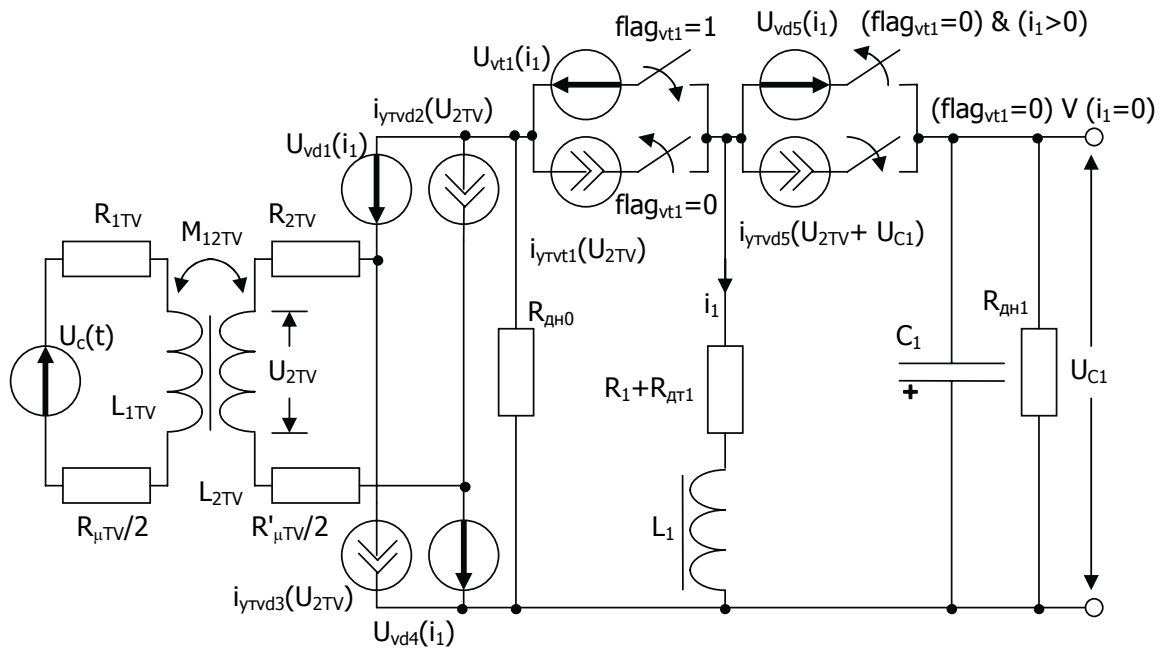 flag_vt1=1
U_vd5(i_1)
(flag_vt1=0) & (i_1>0)
U_vt1(i_1)
i_утvd2(U_2TV)
(flag_vt1=0) V (i_1=0)
U_vd1(i_1)
flag_vt1=0
R_1TV
M_12TV
R_2TV
i_утvt1(U_2TV)
i_утvd5(U_2TV+ U_C1)
i_1
R_дн0
R_дн1
U_c(t)
C_1
U_2TV
R_1+R_дт1
U_C1
+
L_1TV
L_2TV
R_μTV/2
R'_μTV/2
L_1
i_утvd3(U_2TV)
U_vd4(i_1)